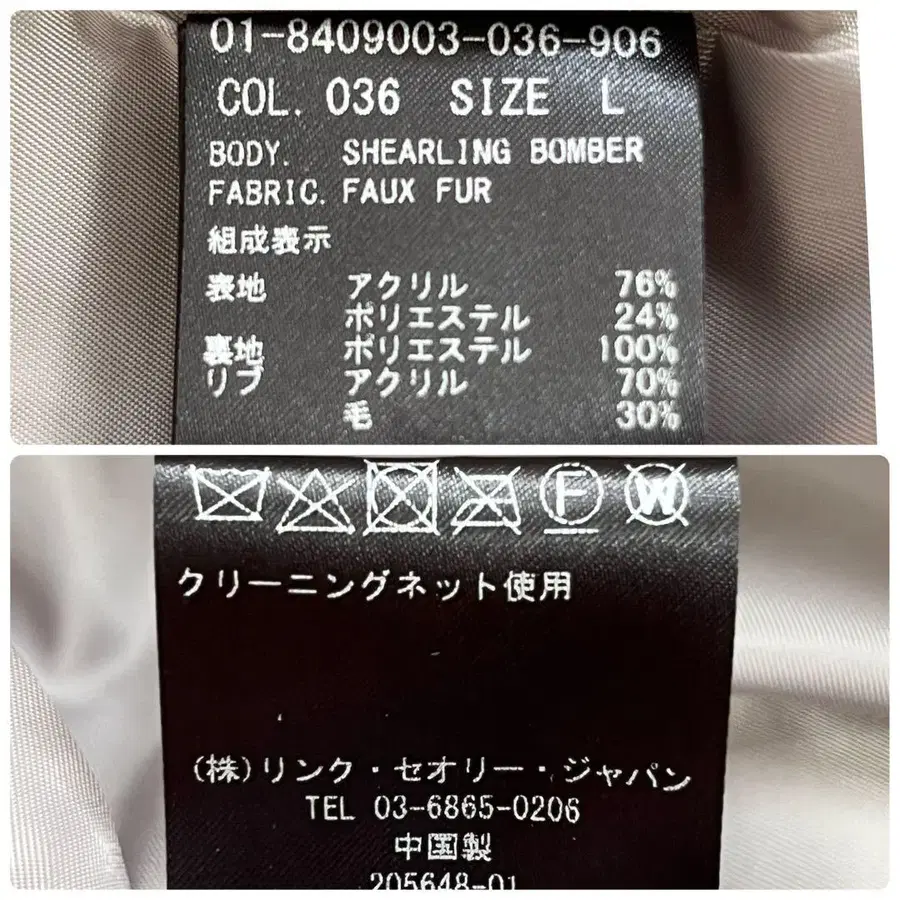 01-8409003-036-906
COL. 036 SIZE L
BODY. SHEARLING BOMBER
FABRIC. FAUX FUR
組成表示
表地 アクリル 76%
ポリエステル 24%
裏地 ポリエステル 100%
リブ アクリル 70%
毛 30%
F W
クリーニングネット使用
(株)リンク・セオリー・ジャパン
TEL 03-6865-0206
中国製
205648-01